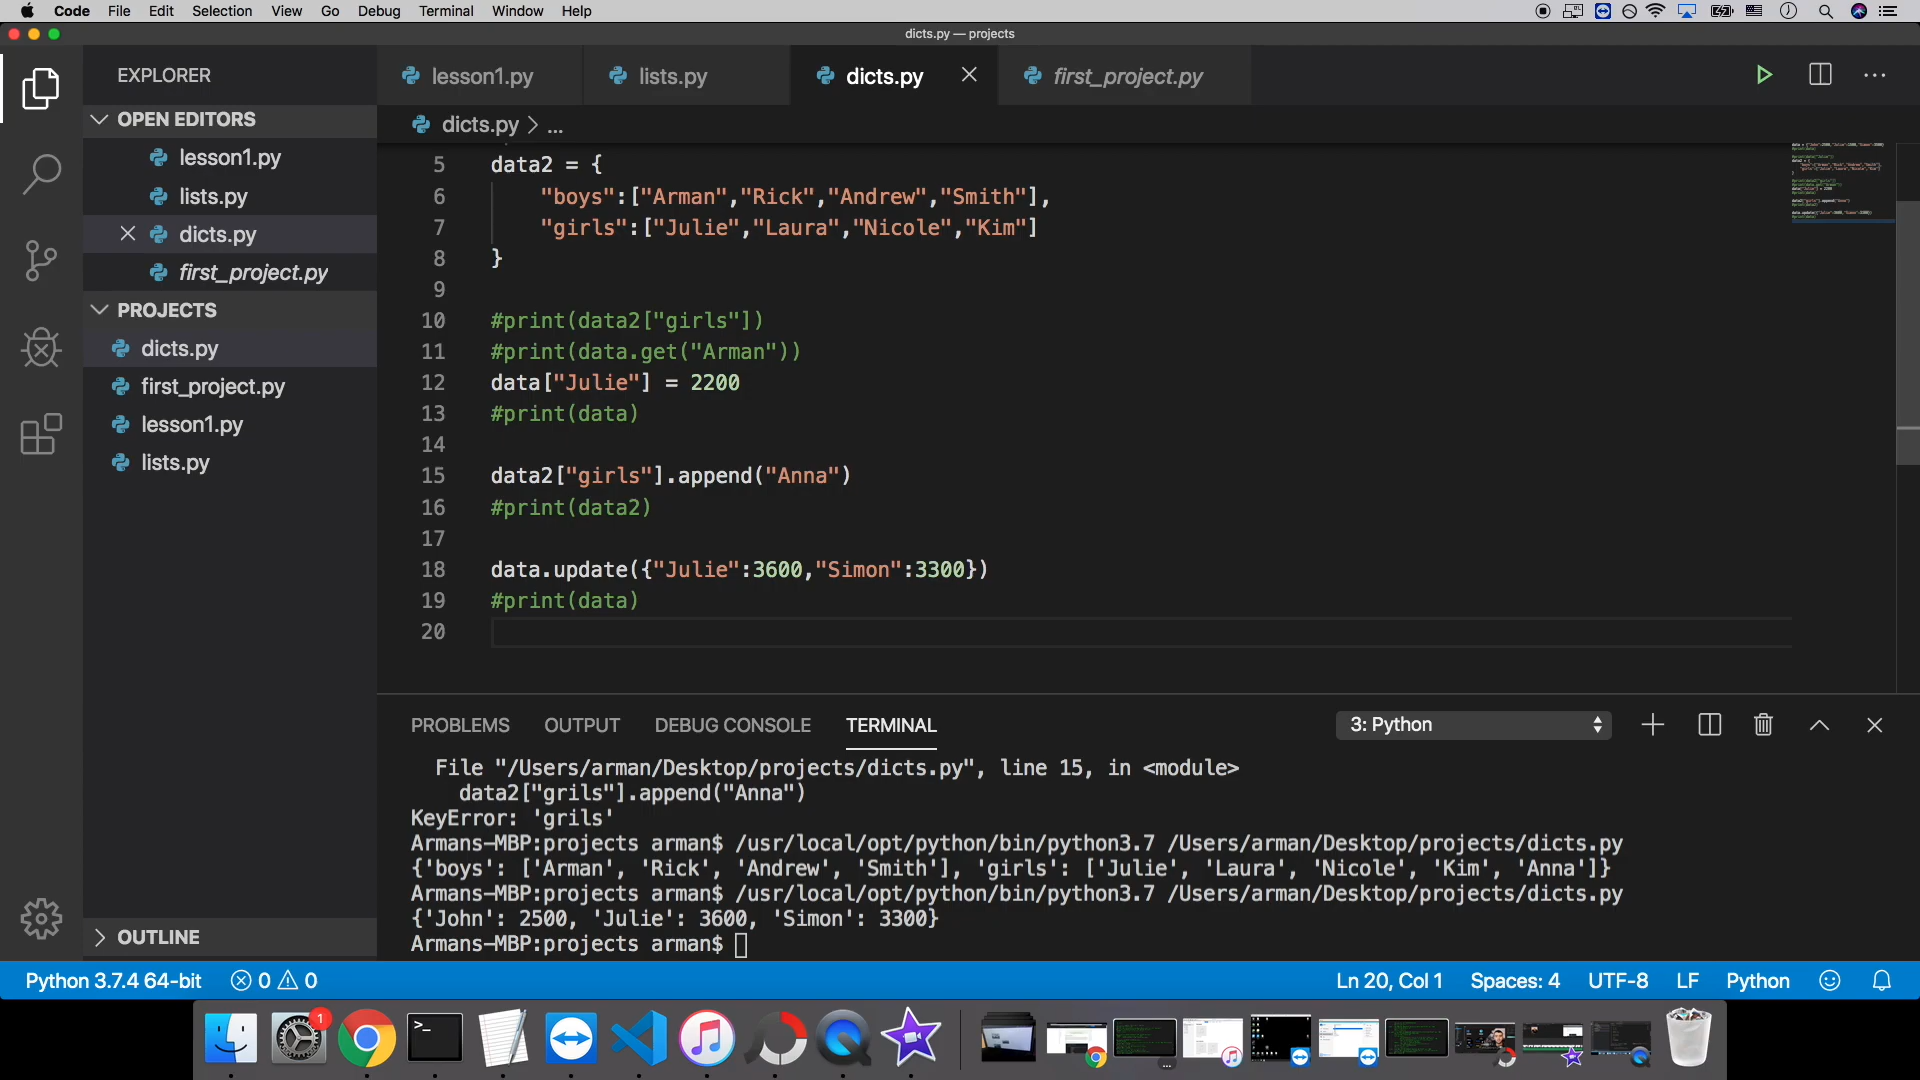 Code File Edit Selection View Go Debug Terminal Window Help
dicts.py — projects
EXPLORER
lesson1.py lists.py dicts.py first_project.py
OPEN EDITORS
dicts.py > ...
lesson1.py
lists.py
dicts.py
first_project.py
PROJECTS
dicts.py
first_project.py
lesson1.py
lists.py
OUTLINE
5 data2 = {
6 "boys":["Arman","Rick","Andrew","Smith"],
7 "girls":["Julie","Laura","Nicole","Kim"]
8 }
9
10 #print(data2["girls"])
11 #print(data.get("Arman"))
12 data["Julie"] = 2200
13 #print(data)
14
15 data2["girls"].append("Anna")
16 #print(data2)
17
18 data.update({"Julie":3600,"Simon":3300})
19 #print(data)
20
PROBLEMS OUTPUT DEBUG CONSOLE TERMINAL 3: Python
File "/Users/arman/Desktop/projects/dicts.py", line 15, in <module>
data2["grils"].append("Anna")
KeyError: 'grils'
Armans-MBP:projects arman$ /usr/local/opt/python/bin/python3.7 /Users/arman/Desktop/projects/dicts.py
{'boys': ['Arman', 'Rick', 'Andrew', 'Smith'], 'girls': ['Julie', 'Laura', 'Nicole', 'Kim', 'Anna']}
Armans-MBP:projects arman$ /usr/local/opt/python/bin/python3.7 /Users/arman/Desktop/projects/dicts.py
{'John': 2500, 'Julie': 3600, 'Simon': 3300}
Armans-MBP:projects arman$
Python 3.7.4 64-bit 0 0 Ln 20, Col 1 Spaces: 4 UTF-8 LF Python
1